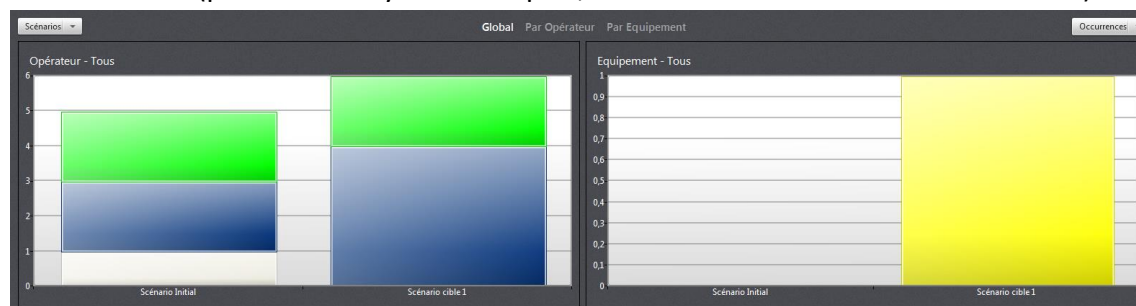 Scénarios
Global Par Opérateur Par Equipement
Occurrences
Opérateur - Tous
6
5
4
3
2
1
0
Scénario Initial Scénario cible 1
Equipement - Tous
1
0,9
0,8
0,7
0,6
0,5
0,4
0,3
0,2
0,1
0
Scénario Initial Scénario cible 1